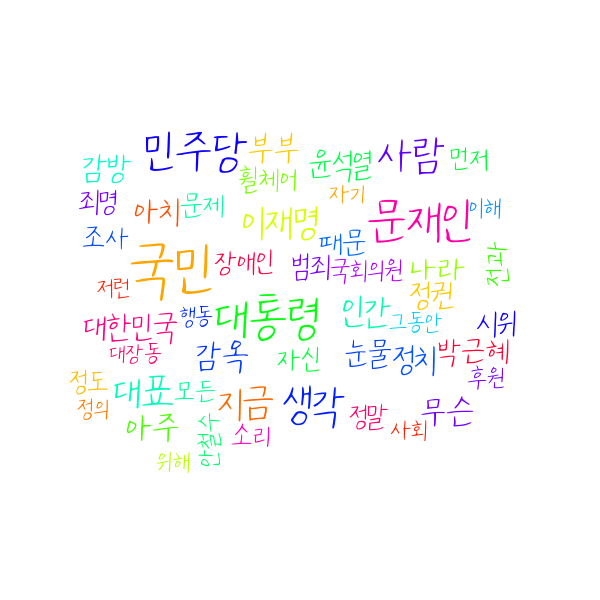 민주당 부부 윤석열 사람 먼저
감방 휠체어 자기
죄명 아치 문제 이재명 문재인 이해
조사 국민 장애인 때문 범죄 국회의원 나라 전과
저런 정권
대한민국 행동 대통령 인간 그동안 시위
대장동 감옥 자신 눈물 정치 박근혜
정도 대표 모든 후원
정의 지금 생각 정말 무슨
아주 안철수 소리 사회
위해